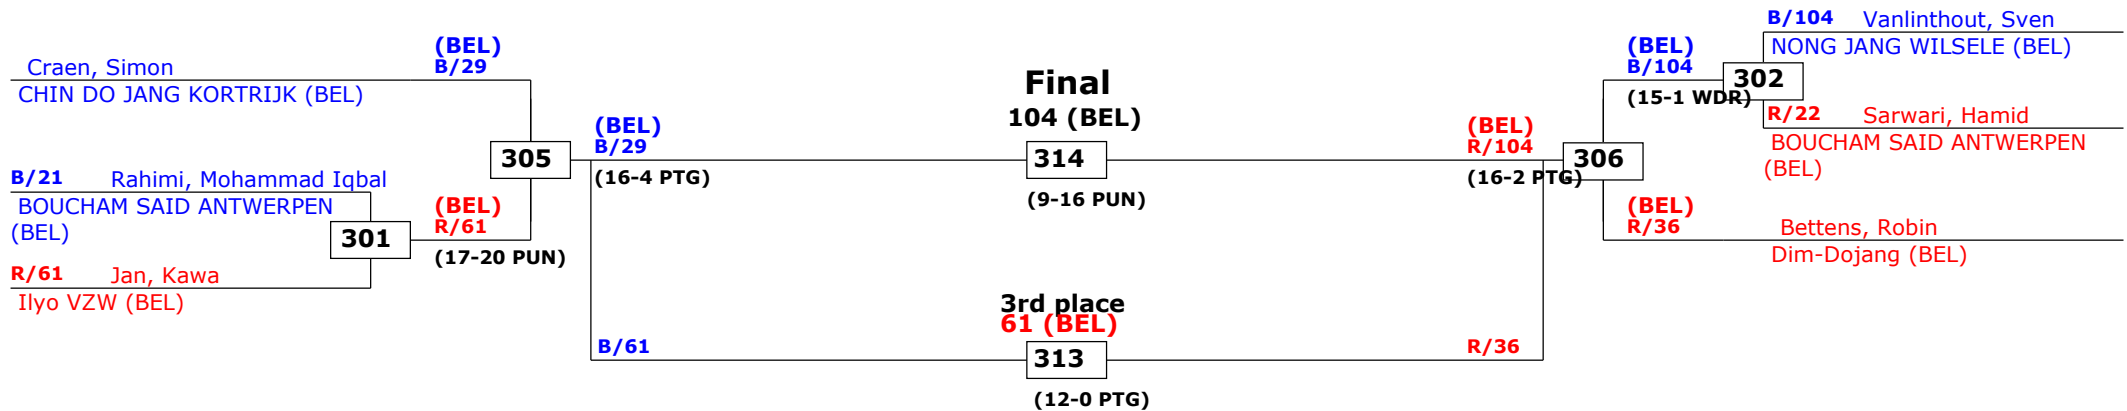 Craen, Simon
CHIN DO JANG KORTRIJK (BEL)
(BEL)
B/29
B/21 Rahimi, Mohammad Iqbal
BOUCHAM SAID ANTWERPEN
(BEL)
301
R/61 Jan, Kawa
Ilyo VZW (BEL)
(BEL)
R/61
(17-20 PUN)
305
(BEL)
B/29
(16-4 PTG)
Final
104 (BEL)
314
(9-16 PUN)
3rd place
61 (BEL)
B/61
313
R/36
(12-0 PTG)
(BEL)
R/104
(16-2 PTG)
306
(BEL)
B/104
(15-1 WDR)
302
B/104 Vanlinthout, Sven
NONG JANG WILSELE (BEL)
R/22 Sarwari, Hamid
BOUCHAM SAID ANTWERPEN
(BEL)
(BEL)
R/36
Bettens, Robin
Dim-Dojang (BEL)